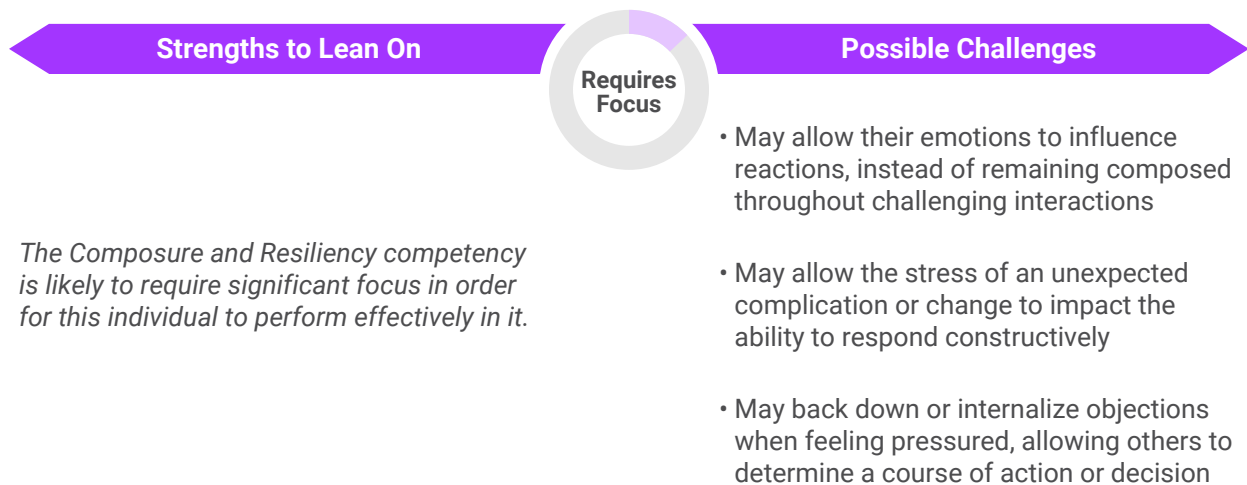 Strengths to Lean On
Requires
Focus
Possible Challenges
The Composure and Resiliency competency
is likely to require significant focus in order
for this individual to perform effectively in it.
• May allow their emotions to influence
reactions, instead of remaining composed
throughout challenging interactions
• May allow the stress of an unexpected
complication or change to impact the
ability to respond constructively
• May back down or internalize objections
when feeling pressured, allowing others to
determine a course of action or decision